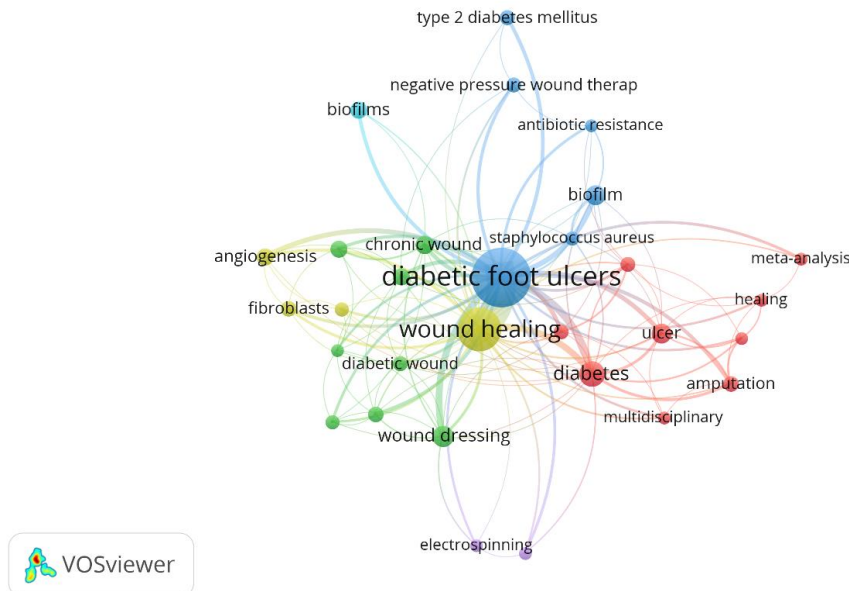 type 2 diabetes mellitus
negative pressure wound therap
biofilms
antibiotic resistance
biofilm
staphylococcus aureus
chronic wound
angiogenesis
meta-analysis
diabetic foot ulcers
healing
fibroblasts
wound healing
ulcer
diabetic wound
diabetes
amputation
multidisciplinary
wound dressing
electrospinning
VOSviewer